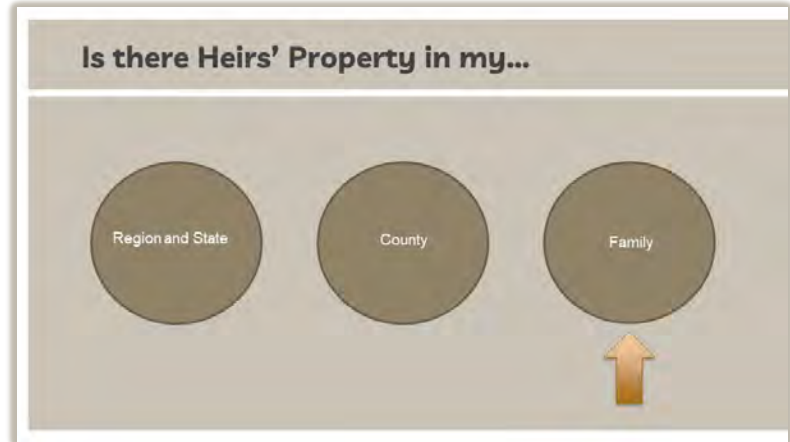 Is there Heirs’ Property in my...
Region and State
County
Family